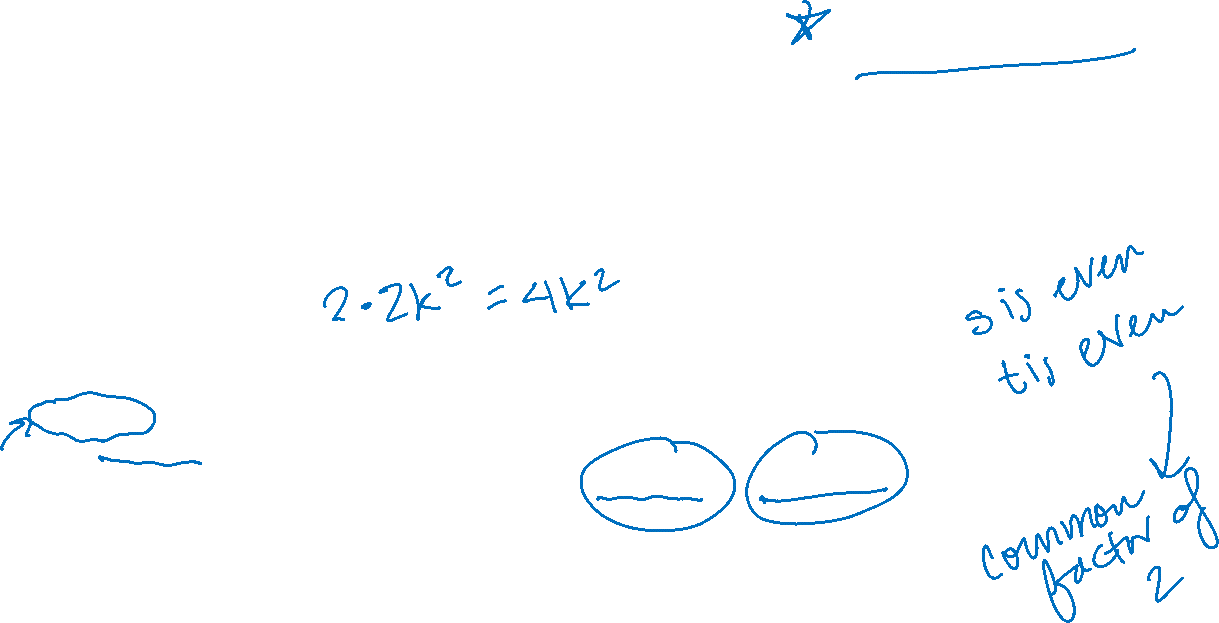 2·2k² = 4k²
s is even
t is even
common
factor of
2